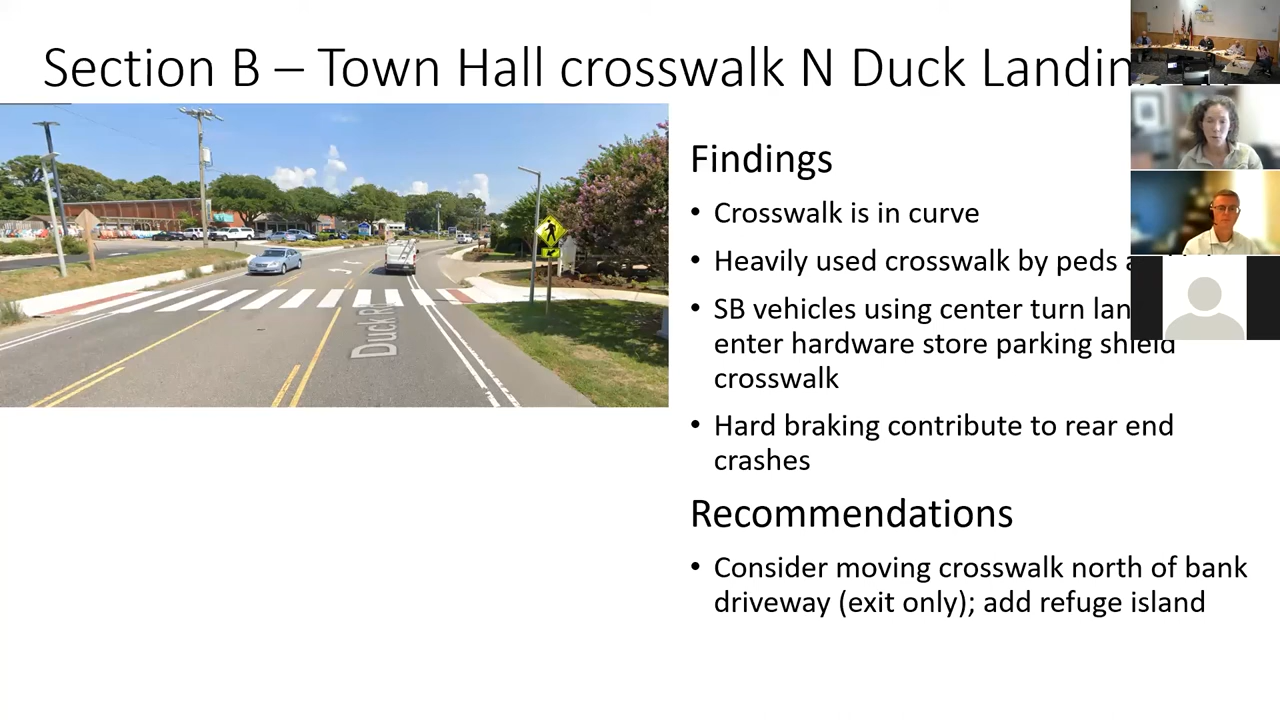 Section B – Town Hall crosswalk N Duck Landin
Findings
• Crosswalk is in curve
• Heavily used crosswalk by peds
• SB vehicles using center turn
enter hardware store parking shield
crosswalk
• Hard braking contribute to rear end
crashes
Recommendations
• Consider moving crosswalk north of bank
driveway (exit only); add refuge island
Duck R